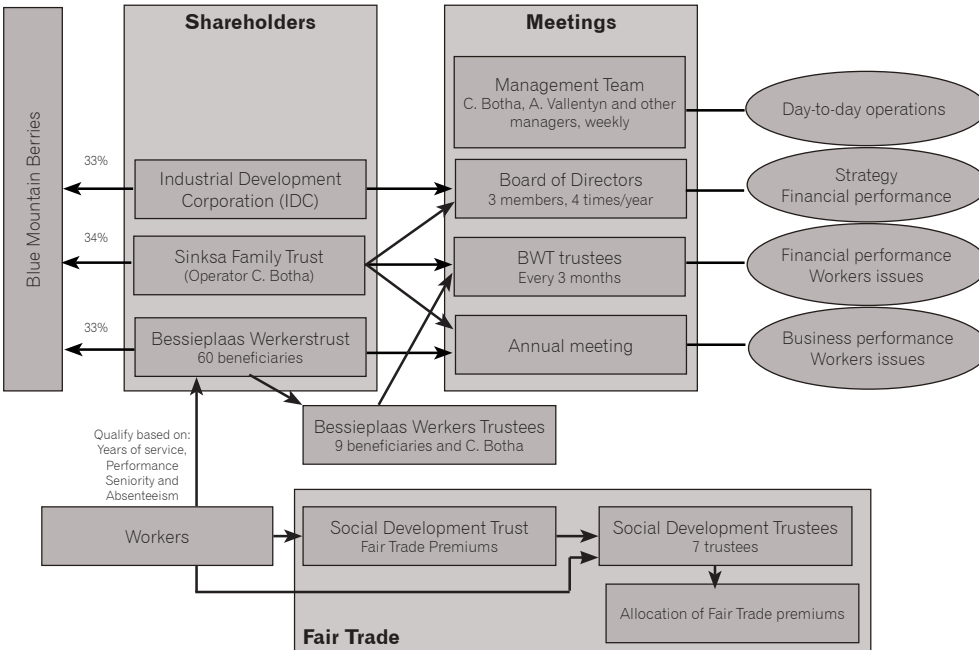 Blue Mountain Berries
Shareholders
33%
Industrial Development
Corporation (IDC)
34%
Sinksa Family Trust
(Operator C. Botha)
33%
Bessieplaas Werkerstrust
60 beneficiaries
Meetings
Management Team
C. Botha, A. Vallentyn and other
managers, weekly
Board of Directors
3 members, 4 times/year
BWT trustees
Every 3 months
Annual meeting
Day-to-day operations
Strategy
Financial performance
Financial performance
Workers issues
Business performance
Workers issues
Bessieplaas Workers Trustees
9 beneficiaries and C. Botha
Qualify based on:
Years of service,
Performance
Seniority and
Absenteeism
Workers
Social Development Trust
Fair Trade Premiums
Social Development Trustees
7 trustees
Allocation of Fair Trade premiums
Fair Trade